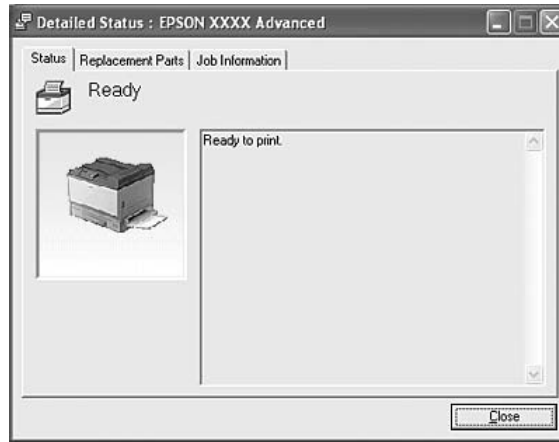 Detailed Status : EPSON XXXX Advanced
Status Replacement Parts Job Information
Ready
Ready to print.
Close